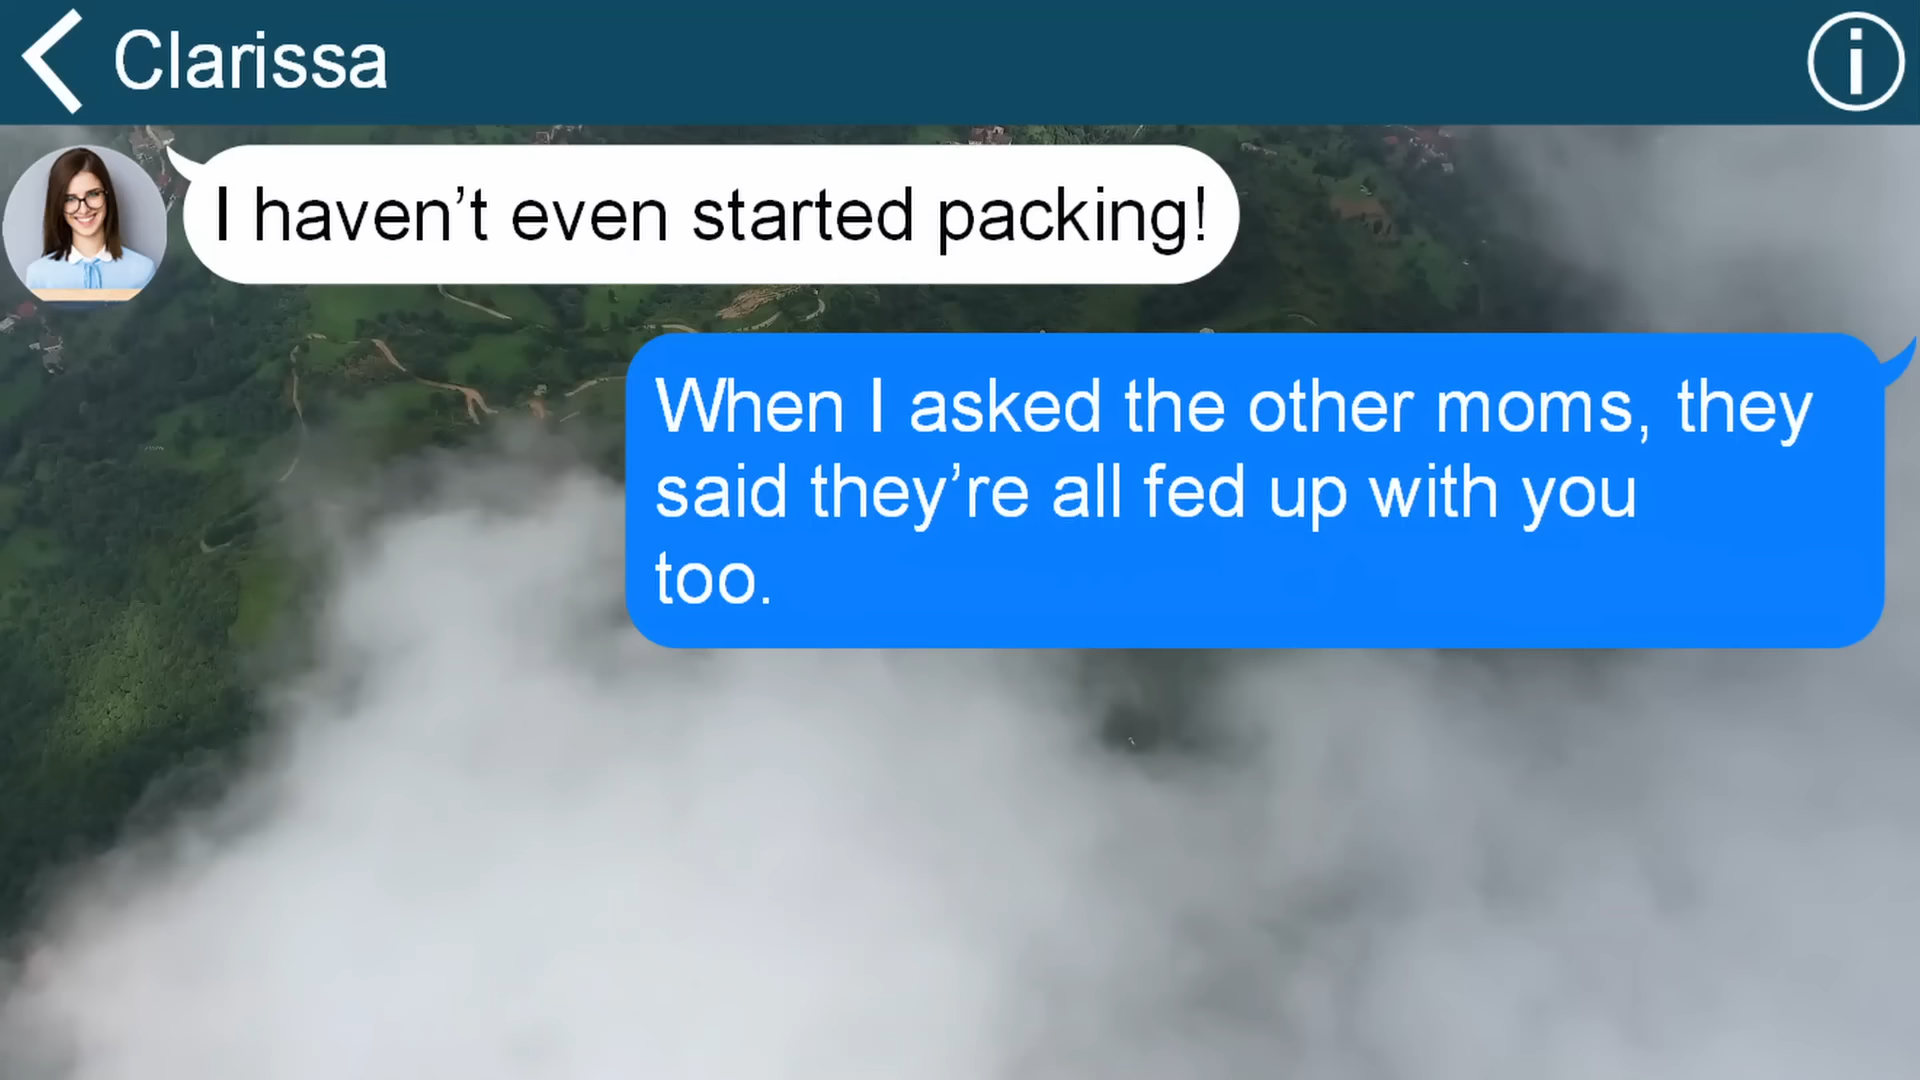 Clarissa
I haven’t even started packing!
When I asked the other moms, they
said they’re all fed up with you
too.